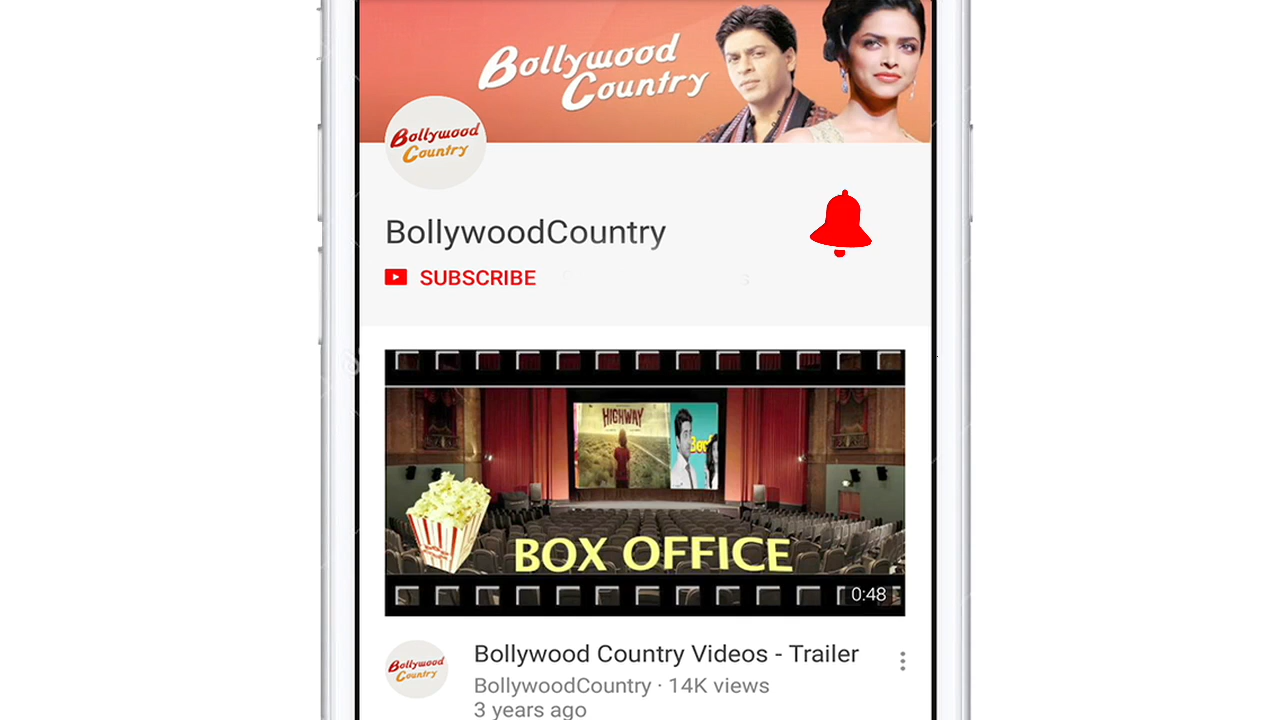 Bollywood
Country
Bollywood
Country
BollywoodCountry
SUBSCRIBE
HIGHWAY
BOX OFFICE
0:48
Bollywood Country Videos - Trailer
Bollywood
Country
BollywoodCountry · 14K views
3 years ago